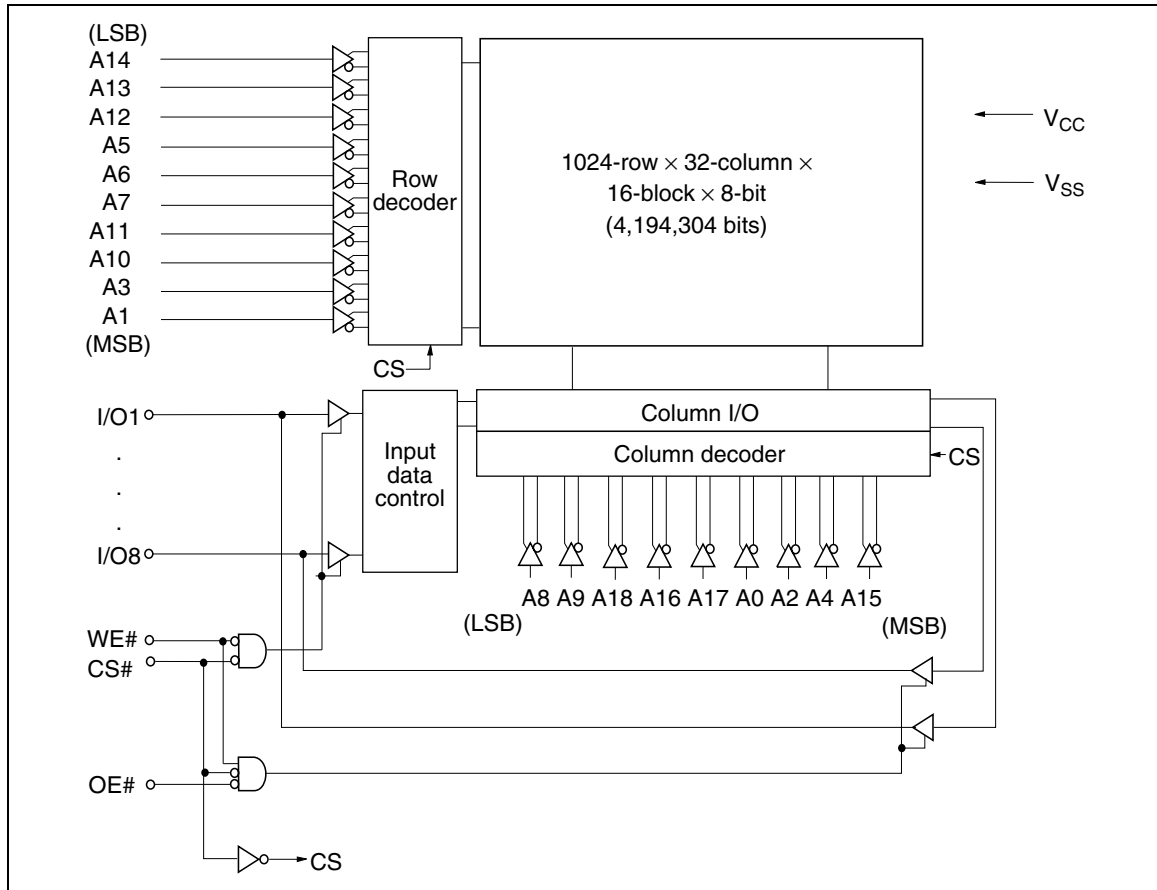 (LSB)
A14
A13
A12
A5
A6
A7
A11
A10
A3
A1
(MSB)
Row
decoder
CS
1024-row × 32-column ×
16-block × 8-bit
(4,194,304 bits)
V_CC
V_SS
I/O1
.
.
.
I/O8
Input
data
control
Column I/O
Column decoder
CS
A8 A9 A18 A16 A17 A0 A2 A4 A15
(LSB) (MSB)
WE#
CS#
OE#
CS